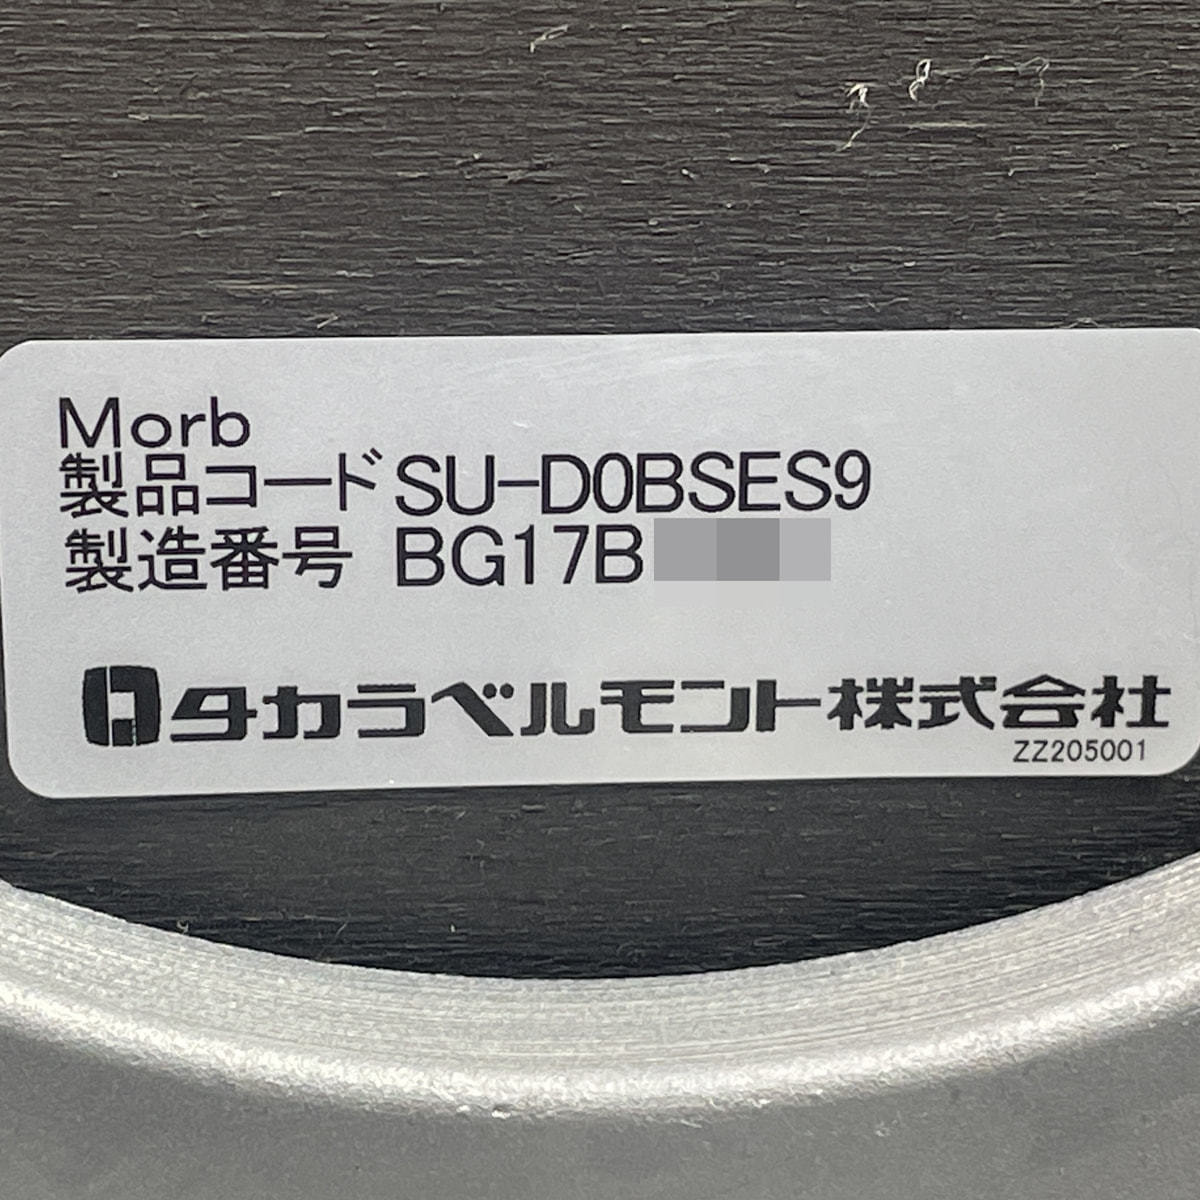 Morb
製品コード SU-D0BSES9
製造番号 BG17B
タカラベルモント株式会社
ZZ205001